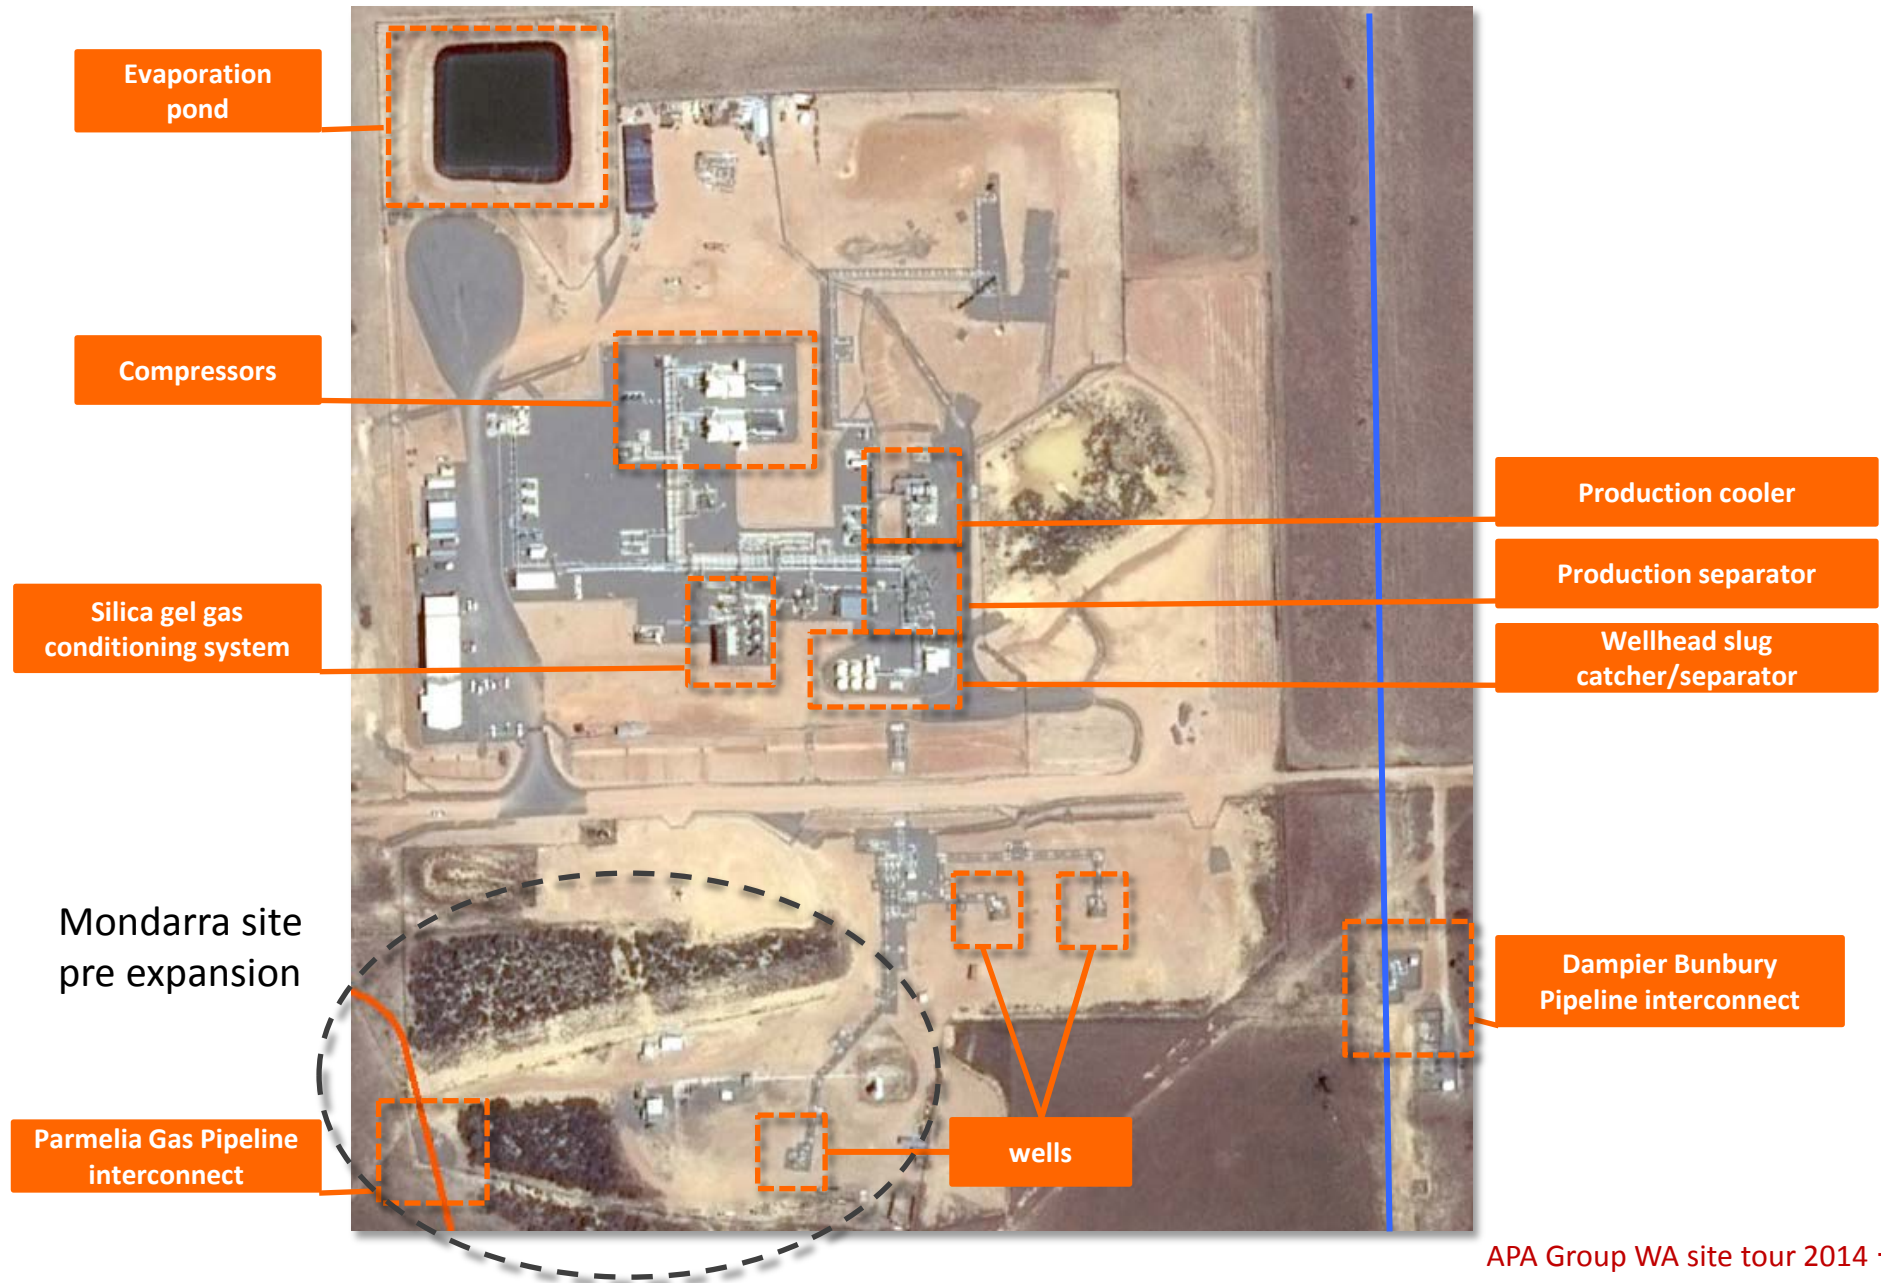 Evaporation
pond
Compressors
Silica gel gas
conditioning system
Production cooler
Production separator
Wellhead slug
catcher/separator
Mondarra site
pre expansion
Dampier Bunbury
Pipeline interconnect
Parmelia Gas Pipeline
interconnect
wells
APA Group WA site tour 2014 ·